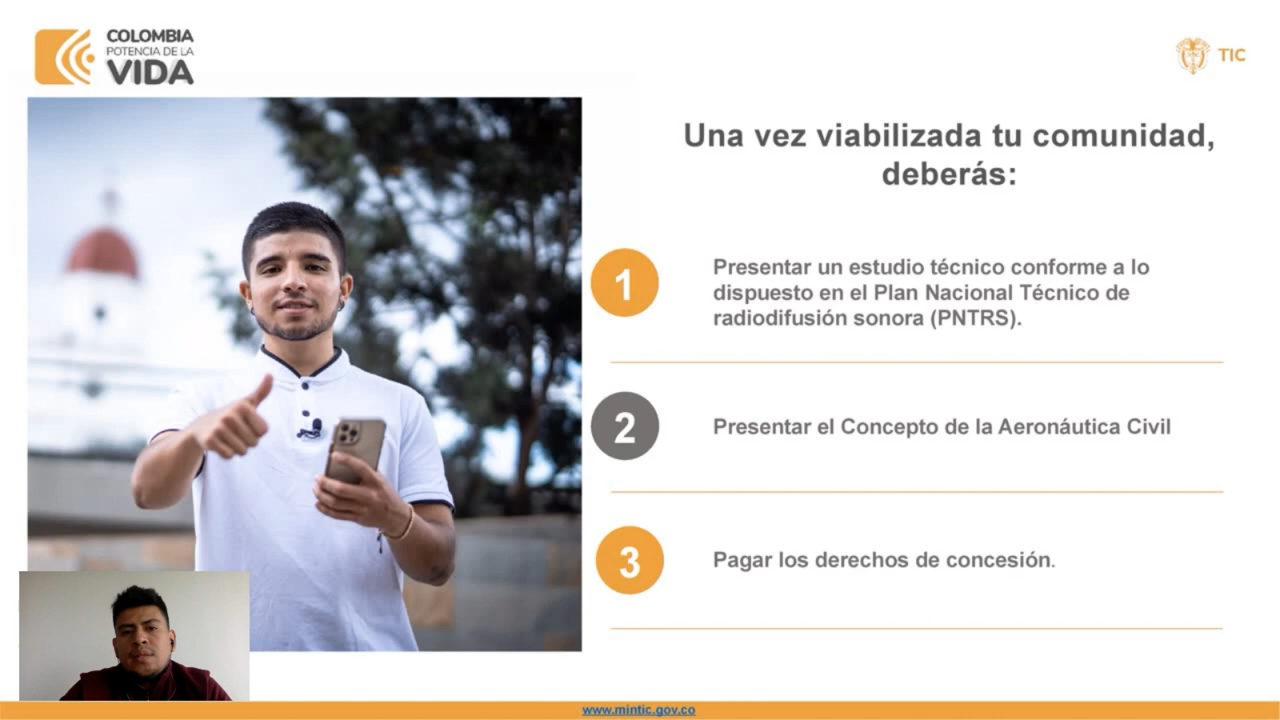 COLOMBIA
POTENCIA DE LA
VIDA
TIC
Una vez viabilizada tu comunidad,
deberás:
1
Presentar un estudio técnico conforme a lo
dispuesto en el Plan Nacional Técnico de
radiodifusión sonora (PNTRS).
2
Presentar el Concepto de la Aeronáutica Civil
3
Pagar los derechos de concesión.
www.mintic.gov.co